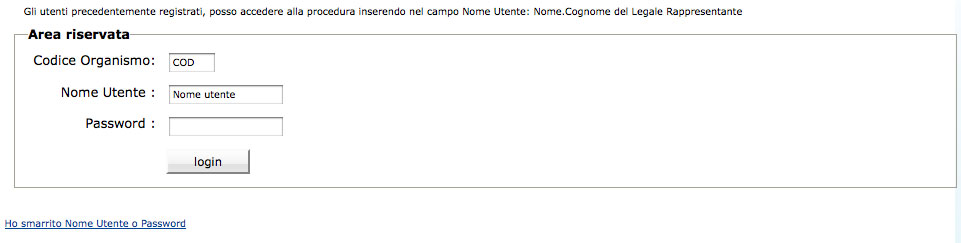 Gli utenti precedentemente registrati, posso accedere alla procedura inserendo nel campo Nome Utente: Nome.Cognome del Legale Rappresentante
Area riservata
Codice Organismo: COD
Nome Utente : Nome utente
Password :
login
Ho smarrito Nome Utente o Password